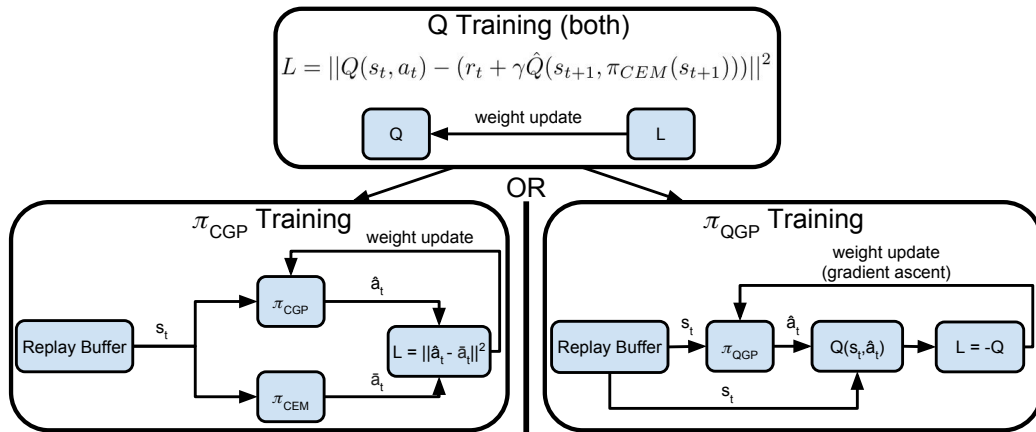 Q Training (both)
L = ||Q(s_t, a_t) − (r_t + γQ̂(s_{t+1}, π_{CEM}(s_{t+1})))||²
weight update
Q
L
OR
π_CGP Training
weight update
π_CGP
â_t
s_t
Replay Buffer
L = ||â_t - ā_t||²
ā_t
π_CEM
π_QGP Training
weight update
(gradient ascent)
s_t
â_t
Replay Buffer
π_QGP
Q(s_t,â_t)
L = -Q
s_t